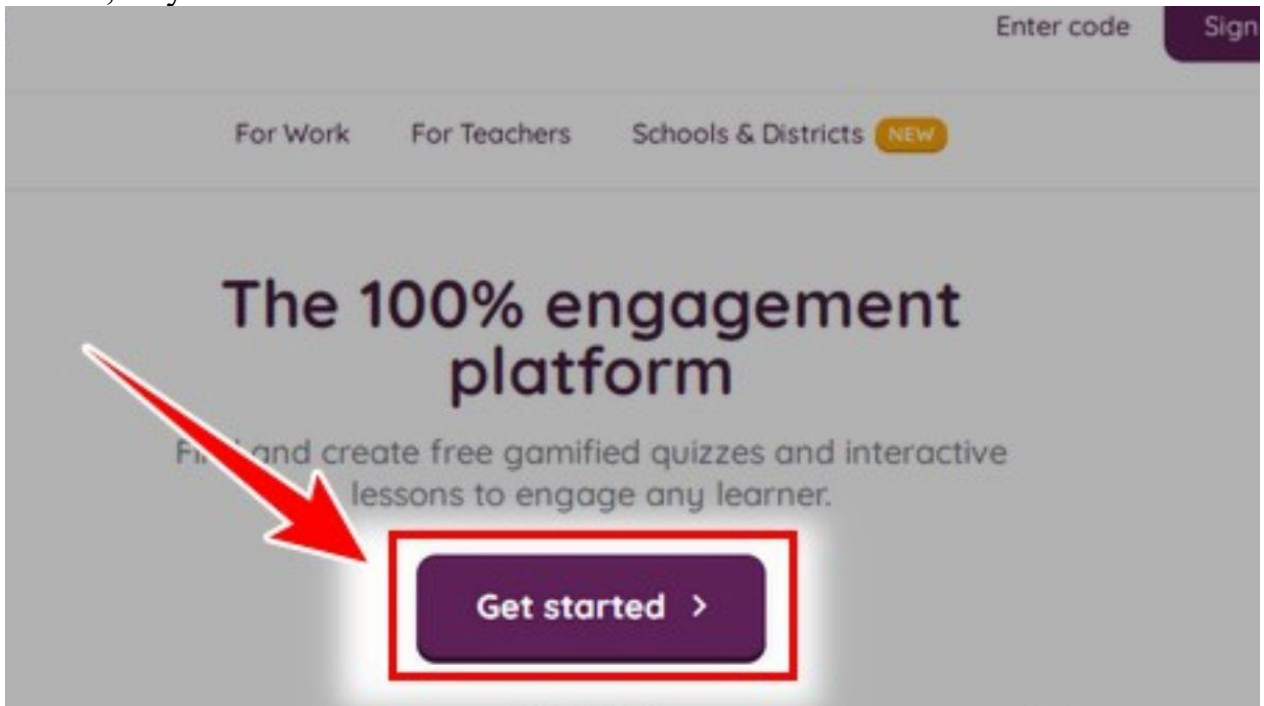 Enter code Sign
For Work For Teachers Schools & Districts NEW
The 100% engagement
platform
and create free gamified quizzes and interactive
lessons to engage any learner.
Get started >